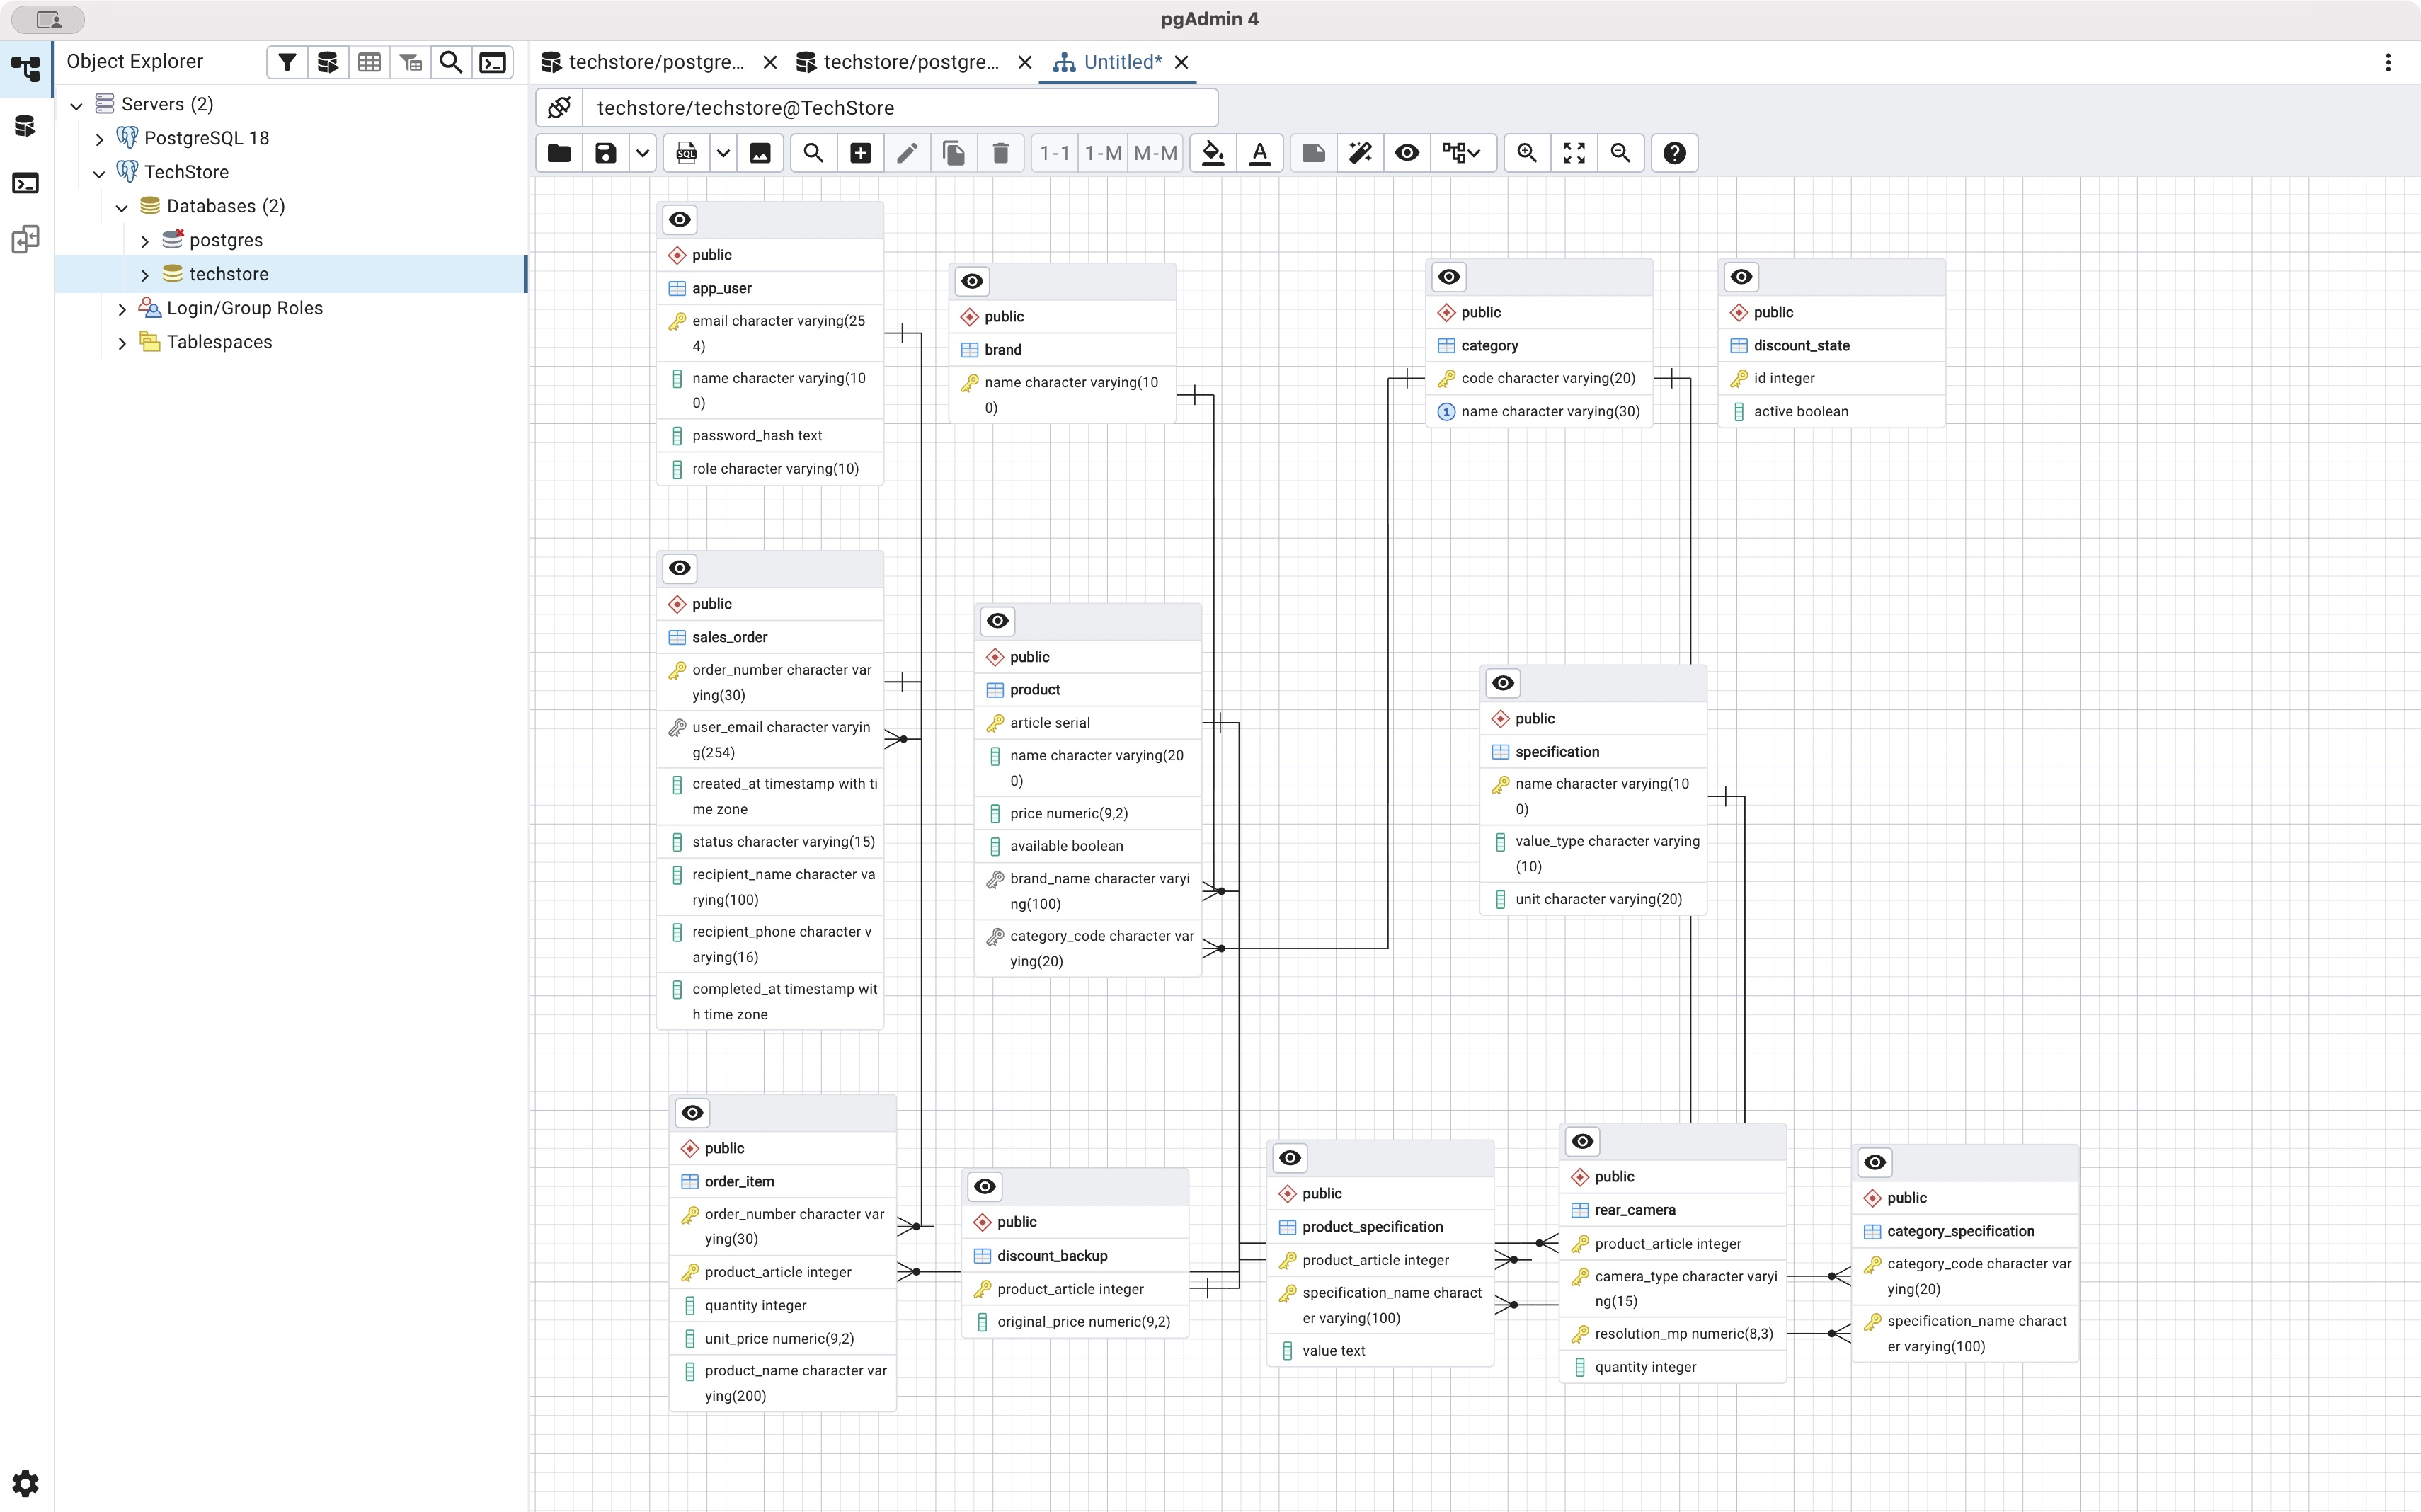 pgAdmin 4
Object Explorer
techstore/postgre...
techstore/postgre...
Untitled*
Servers (2)
PostgreSQL 18
TechStore
Databases (2)
postgres
techstore
Login/Group Roles
Tablespaces
techstore/techstore@TechStore
SQL
1-1
1-M
M-M
A
public
app_user
email character varying(25
4)
name character varying(10
0)
password_hash text
role character varying(10)
public
brand
name character varying(10
0)
public
category
code character varying(20)
1
name character varying(30)
public
discount_state
id integer
active boolean
public
sales_order
order_number character var
ying(30)
user_email character varyin
g(254)
created_at timestamp with ti
me zone
status character varying(15)
recipient_name character va
rying(100)
recipient_phone character v
arying(16)
completed_at timestamp wit
h time zone
public
product
article serial
name character varying(20
0)
price numeric(9,2)
available boolean
brand_name character varyi
ng(100)
category_code character var
ying(20)
public
specification
name character varying(10
0)
value_type character varying
(10)
unit character varying(20)
public
order_item
order_number character var
ying(30)
product_article integer
quantity integer
unit_price numeric(9,2)
product_name character var
ying(200)
public
discount_backup
product_article integer
original_price numeric(9,2)
public
product_specification
product_article integer
specification_name charact
er varying(100)
value text
public
rear_camera
product_article integer
camera_type character varyi
ng(15)
resolution_mp numeric(8,3)
quantity integer
public
category_specification
category_code character var
ying(20)
specification_name charact
er varying(100)